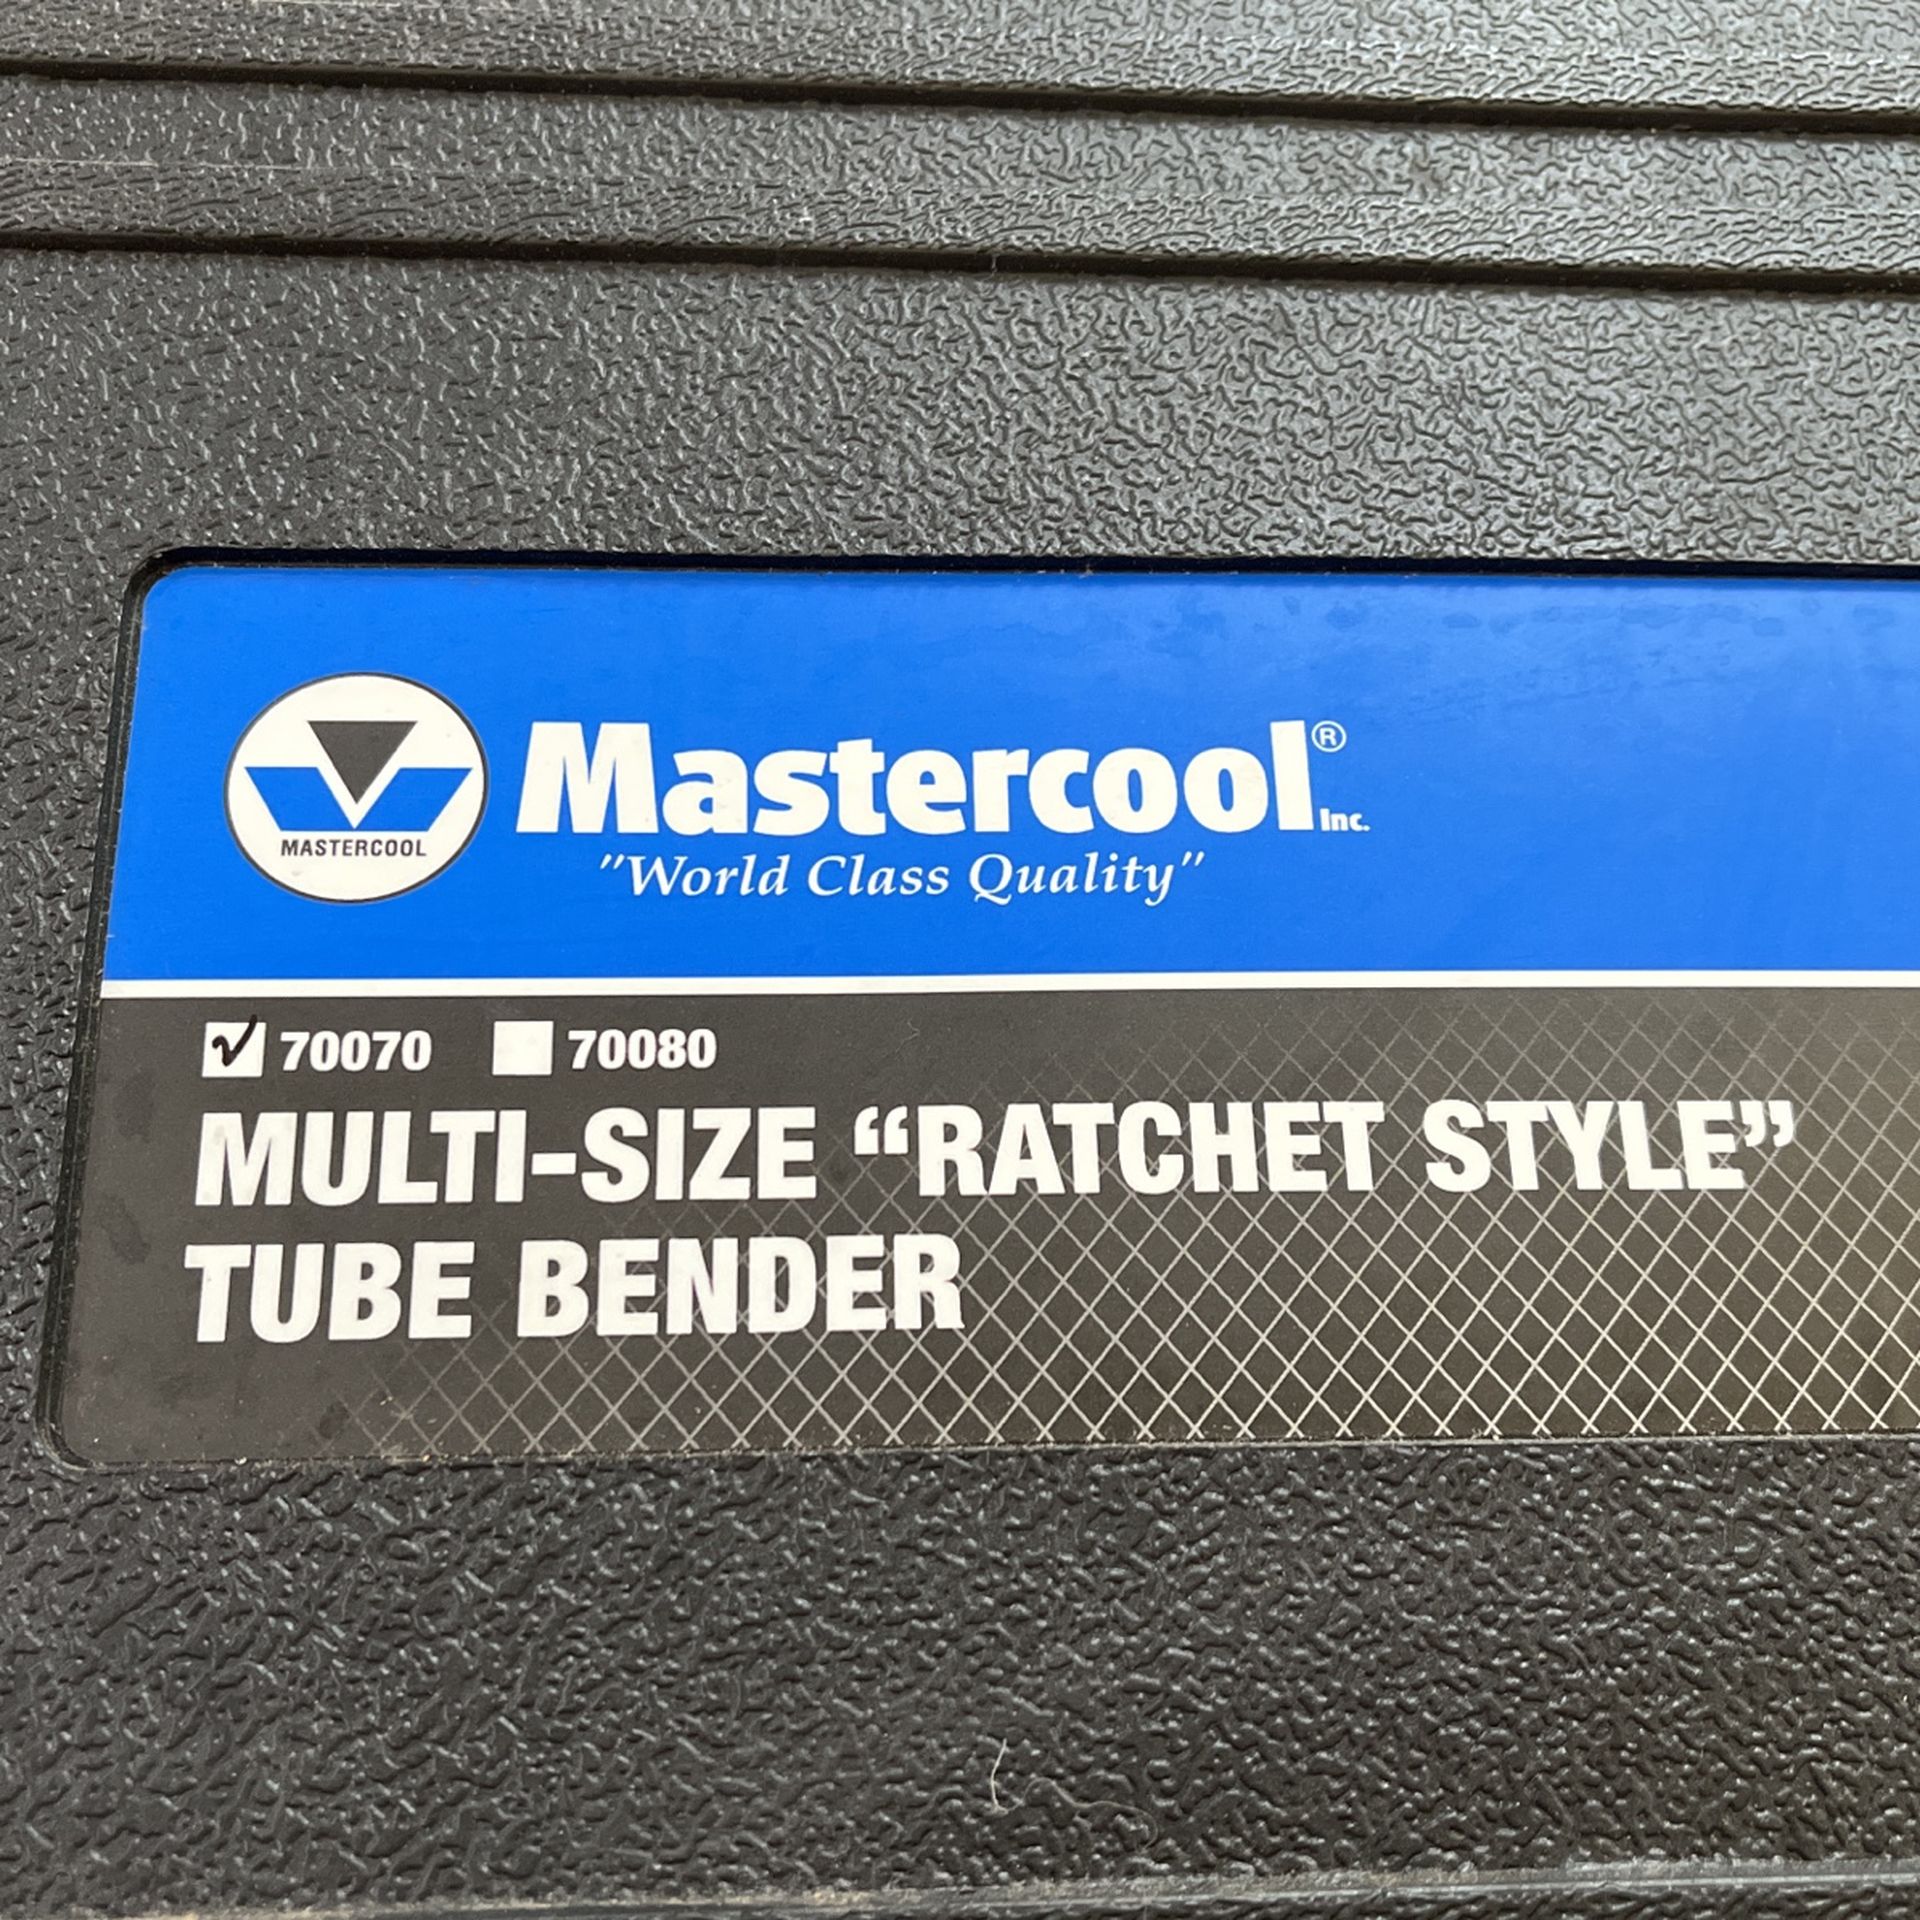 Mastercool® Inc.
MASTERCOOL
"World Class Quality"
70070 70080
MULTI-SIZE “RATCHET STYLE”
TUBE BENDER